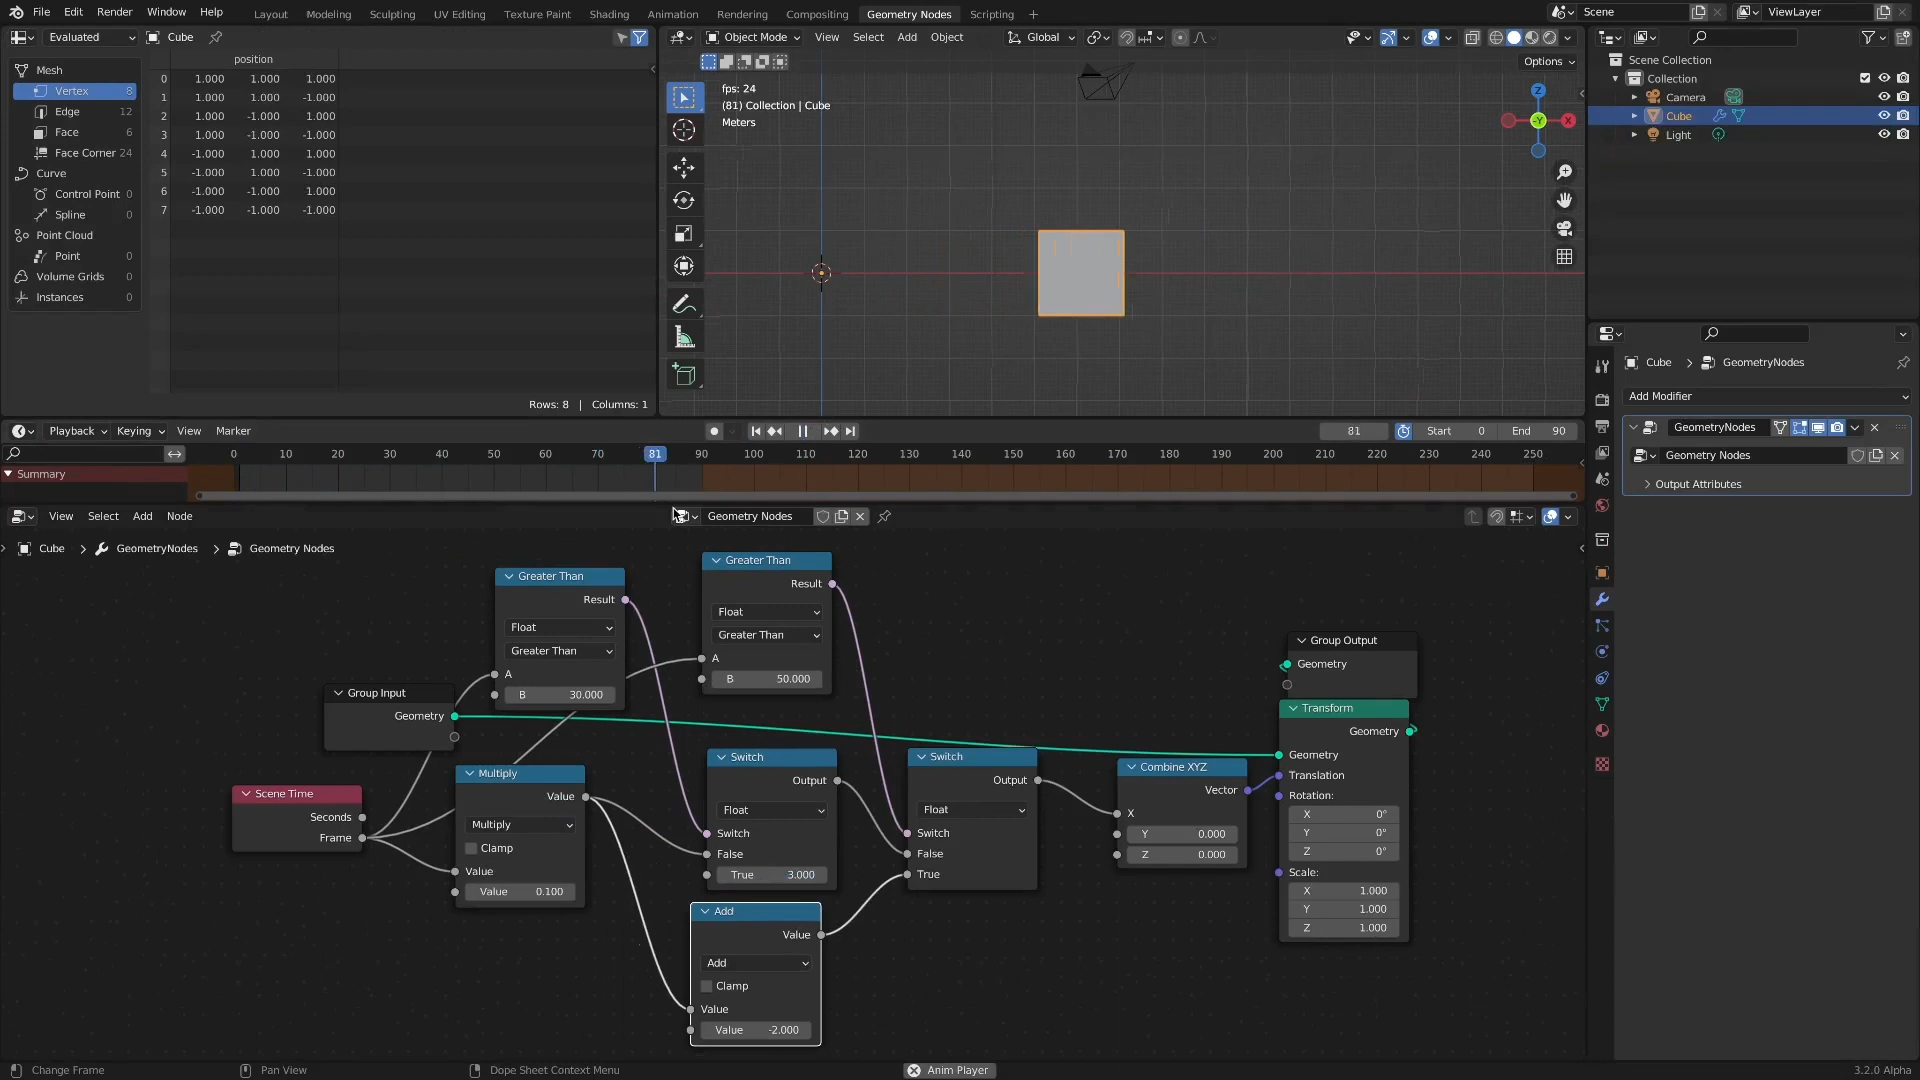 File Edit Render Window Help Layout Modeling Sculpting UV Editing Texture Paint Shading Animation Rendering Compositing Geometry Nodes Scripting + Scene ViewLayer
Evaluated Cube
Object Mode View Select Add Object Global
Options
position
Mesh
Vertex 8
Edge 12
Face 6
Face Corner 24
Curve
Control Point 0
Spline 0
Point Cloud
Point 0
Volume Grids 0
Instances 0
0 1.000 1.000 1.000
1 1.000 1.000 -1.000
2 1.000 -1.000 1.000
3 1.000 -1.000 -1.000
4 -1.000 1.000 1.000
5 -1.000 1.000 -1.000
6 -1.000 -1.000 1.000
7 -1.000 -1.000 -1.000
Rows: 8 | Columns: 1
fps: 24
(81) Collection | Cube
Meters
Z
-Y
X
Scene Collection
Collection
Camera
Cube
Light
Cube GeometryNodes
Add Modifier
GeometryNodes
Geometry Nodes
Output Attributes
Playback Keying View Marker 81 Start 0 End 90
0 10 20 30 40 50 60 70 81 90 100 110 120 130 140 150 160 170 180 190 200 210 220 230 240 250
Summary
View Select Add Node Geometry Nodes
Cube GeometryNodes Geometry Nodes
Greater Than
Result
Float
Greater Than
A
B 30.000
Greater Than
Result
Float
Greater Than
A
B 50.000
Group Input
Geometry
Scene Time
Seconds
Frame
Multiply
Value
Multiply
Clamp
Value
Value 0.100
Switch
Output
Float
Switch
False
True 3.000
Add
Value
Add
Clamp
Value
Value -2.000
Switch
Output
Float
Switch
False
True
Combine XYZ
Vector
X
Y 0.000
Z 0.000
Group Output
Geometry
Transform
Geometry
Geometry
Translation
Rotation:
X 0°
Y 0°
Z 0°
Scale:
X 1.000
Y 1.000
Z 1.000
Change Frame Pan View Dope Sheet Context Menu Anim Player 3.2.0 Alpha